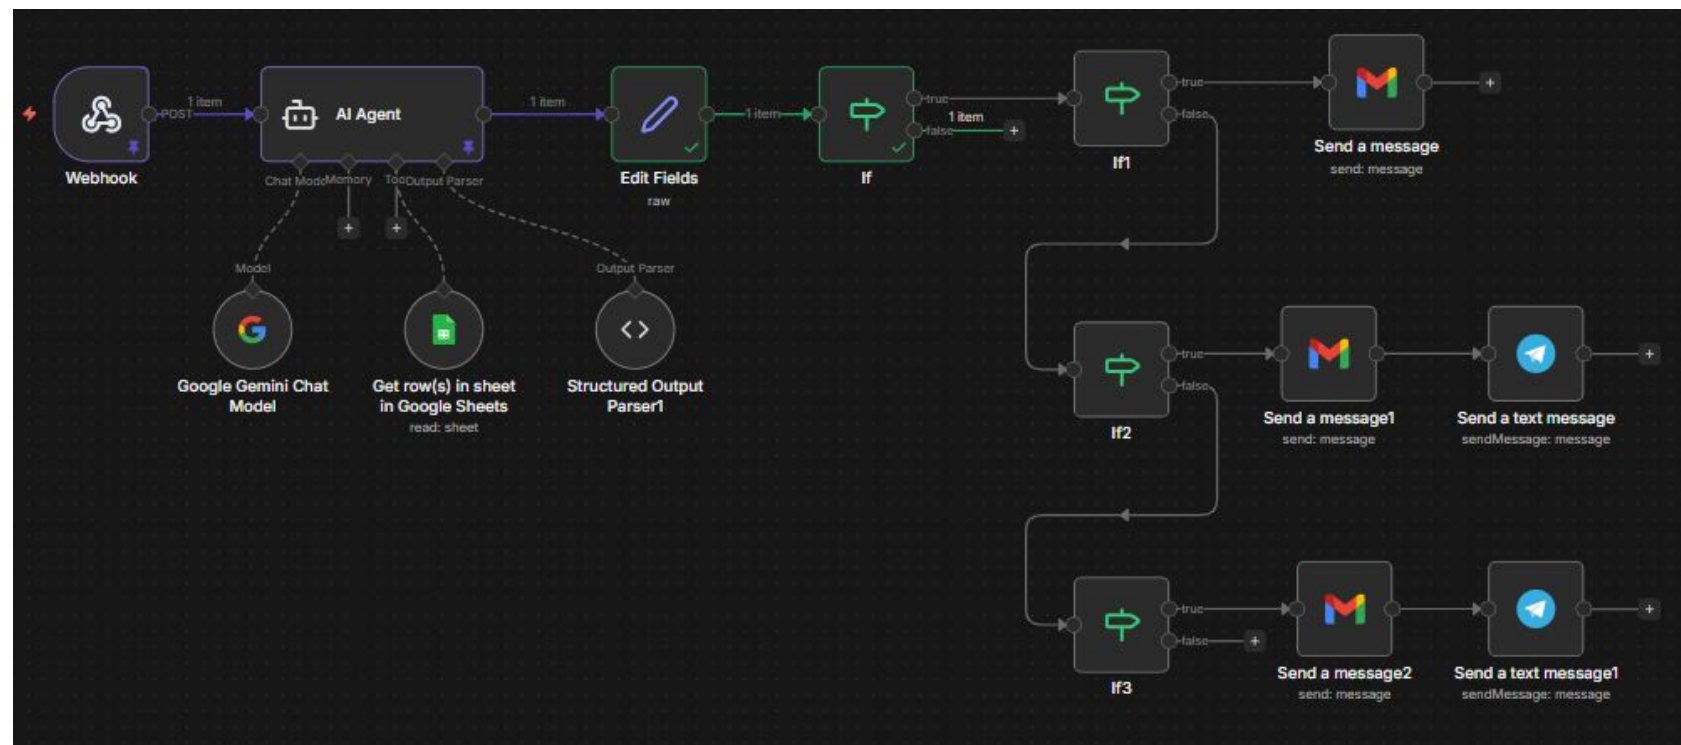 POST
1 item
AI Agent
1 item
1 item
true
1 item
false
true
false
Webhook
Chat Mode
Memory
Too
Output Parser
Edit Fields
raw
If
If1
Send a message
send: message
Model
Output Parser
Google Gemini Chat
Model
Get row(s) in sheet
in Google Sheets
read: sheet
Structured Output
Parser1
true
false
If2
Send a message1
send: message
Send a text message
sendMessage: message
true
false
If3
Send a message2
send: message
Send a text message1
sendMessage: message